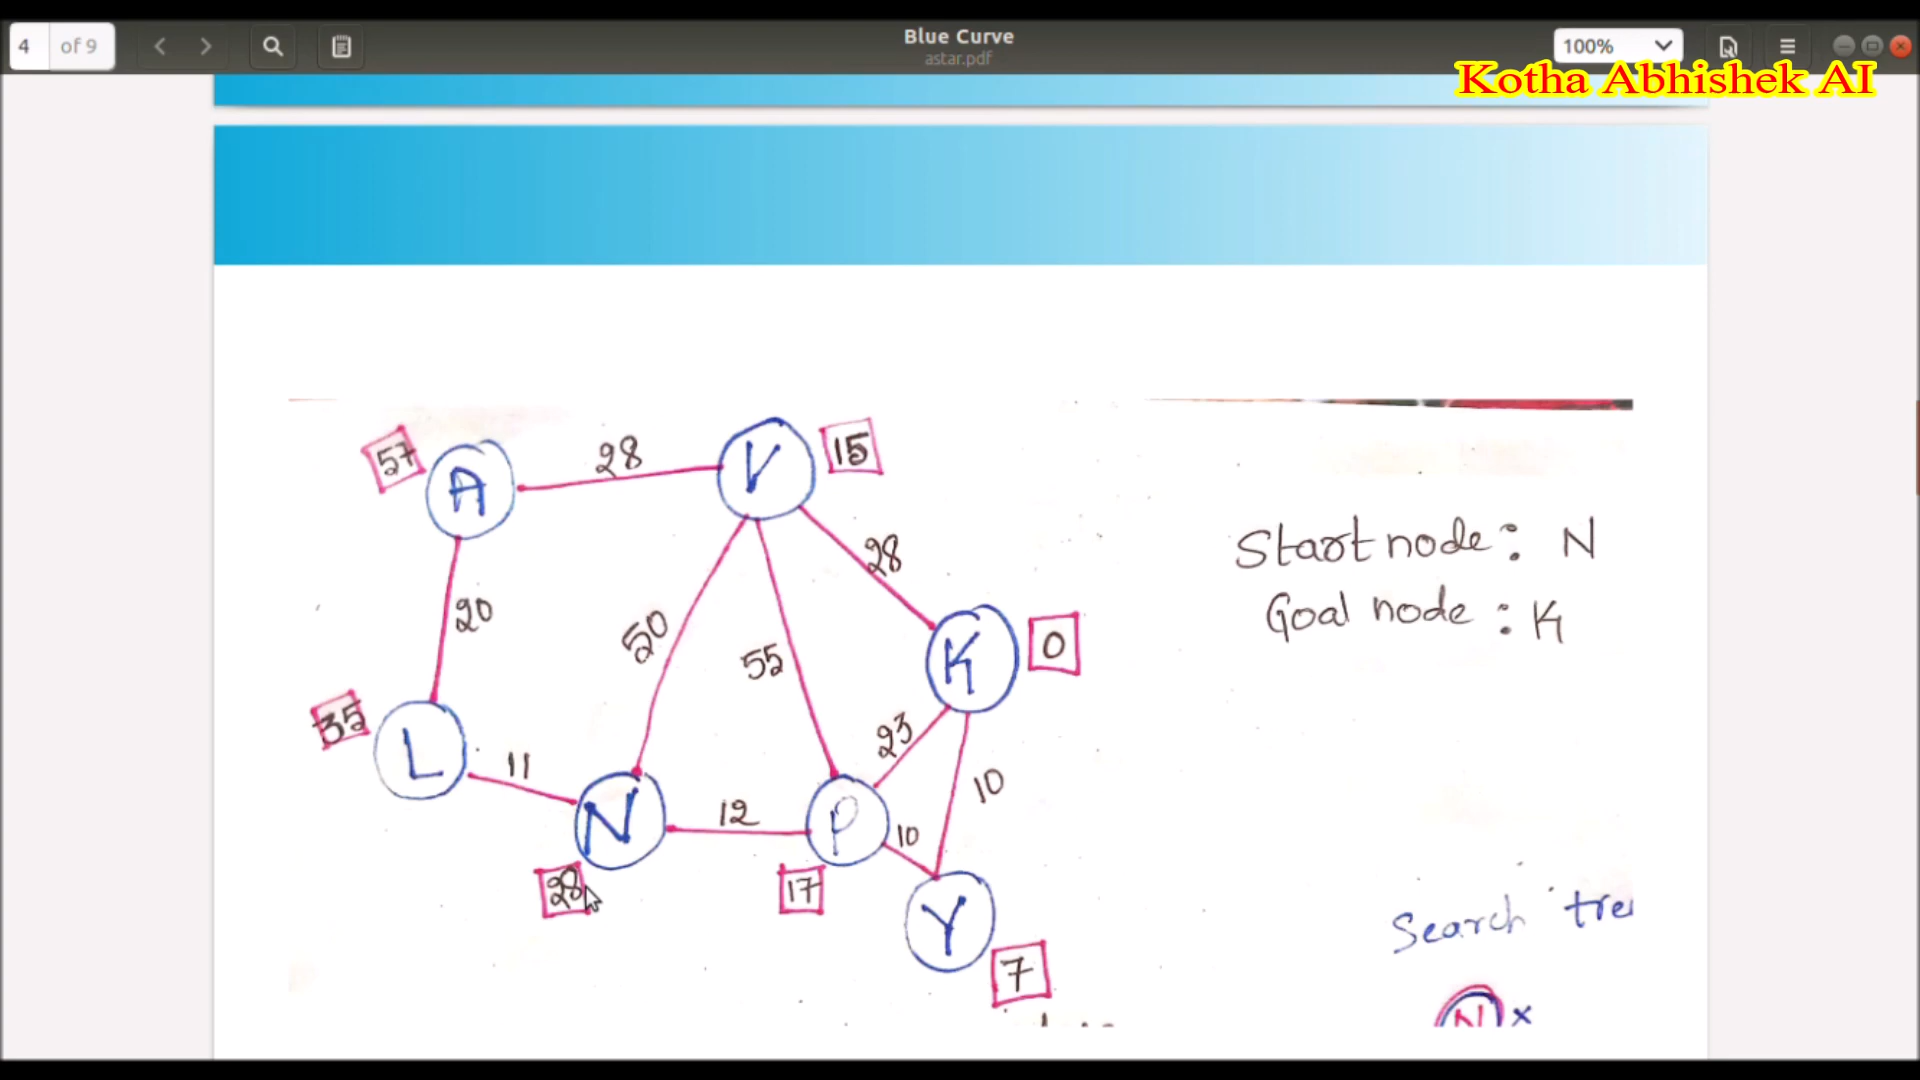 4 of 9
Blue Curve
astar.pdf
100%
Kotha Abhishek AI
57
A
28
V
15
Start node : N
Goal node : K
28
20
50
55
K
0
35
L
11
23
10
N
12
P
10
28
17
Y
7
Search tre
N x